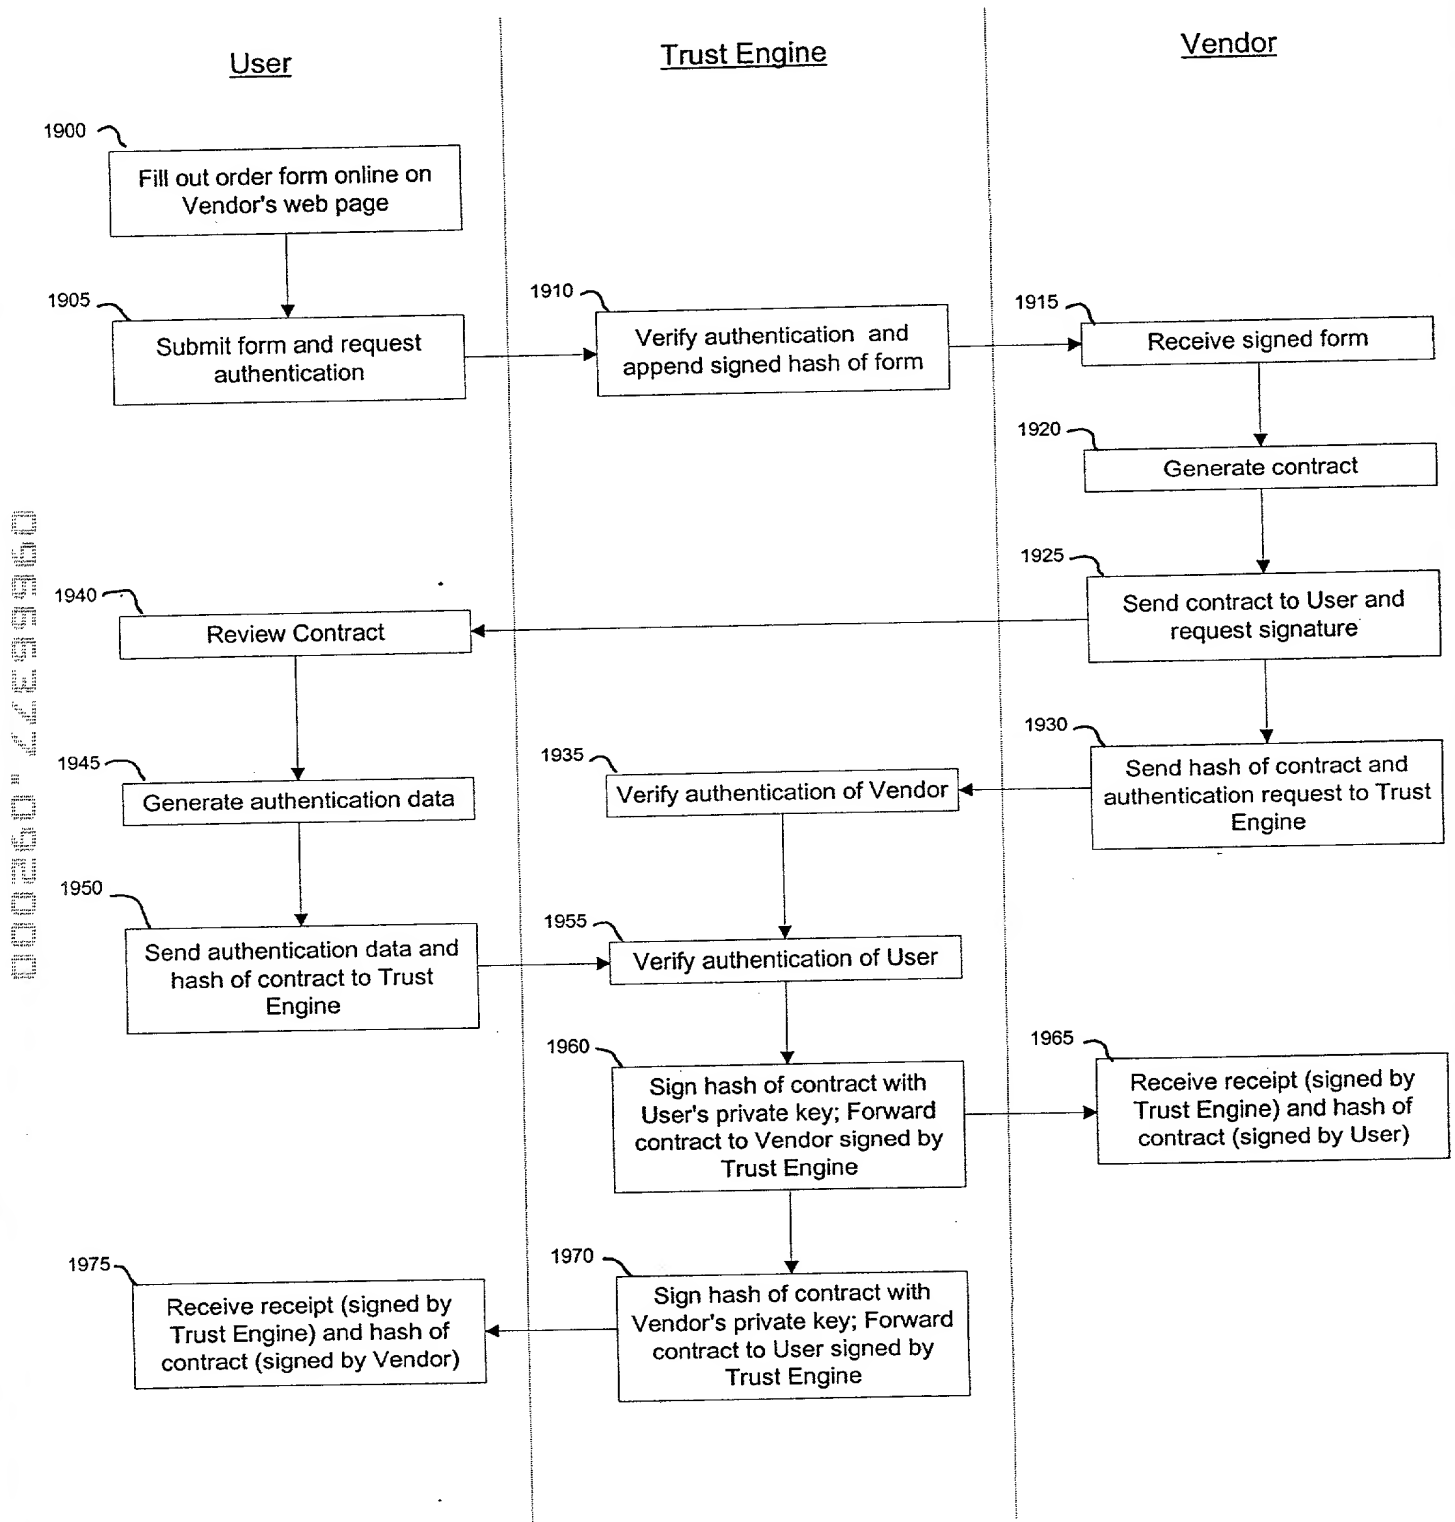 User
Trust Engine
Vendor
1900
Fill out order form online on
Vendor's web page
1905
Submit form and request
authentication
1910
Verify authentication and
append signed hash of form
1915
Receive signed form
1920
Generate contract
1925
Send contract to User and
request signature
1940
Review Contract
1930
Send hash of contract and
authentication request to Trust
Engine
1935
Verify authentication of Vendor
1945
Generate authentication data
1950
Send authentication data and
hash of contract to Trust
Engine
1955
Verify authentication of User
1960
Sign hash of contract with
User's private key; Forward
contract to Vendor signed by
Trust Engine
1965
Receive receipt (signed by
Trust Engine) and hash of
contract (signed by User)
1970
Sign hash of contract with
Vendor's private key; Forward
contract to User signed by
Trust Engine
1975
Receive receipt (signed by
Trust Engine) and hash of
contract (signed by Vendor)